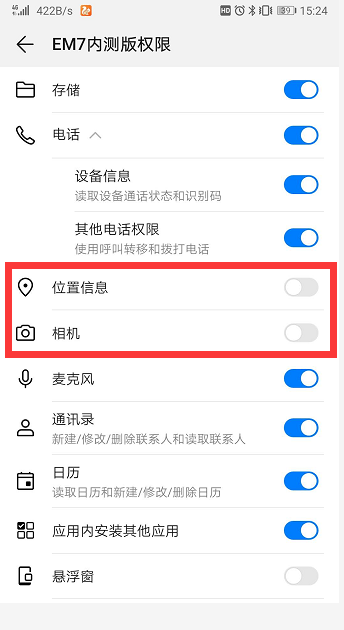 4G 422B/s HD 89 15:24
EM7内测版权限
存储
电话
设备信息
读取设备通话状态和识别码
其他电话权限
使用呼叫转移和拨打电话
位置信息
相机
麦克风
通讯录
新建/修改/删除联系人和读取联系人
日历
读取日历和新建/修改/删除日历
应用内安装其他应用
悬浮窗